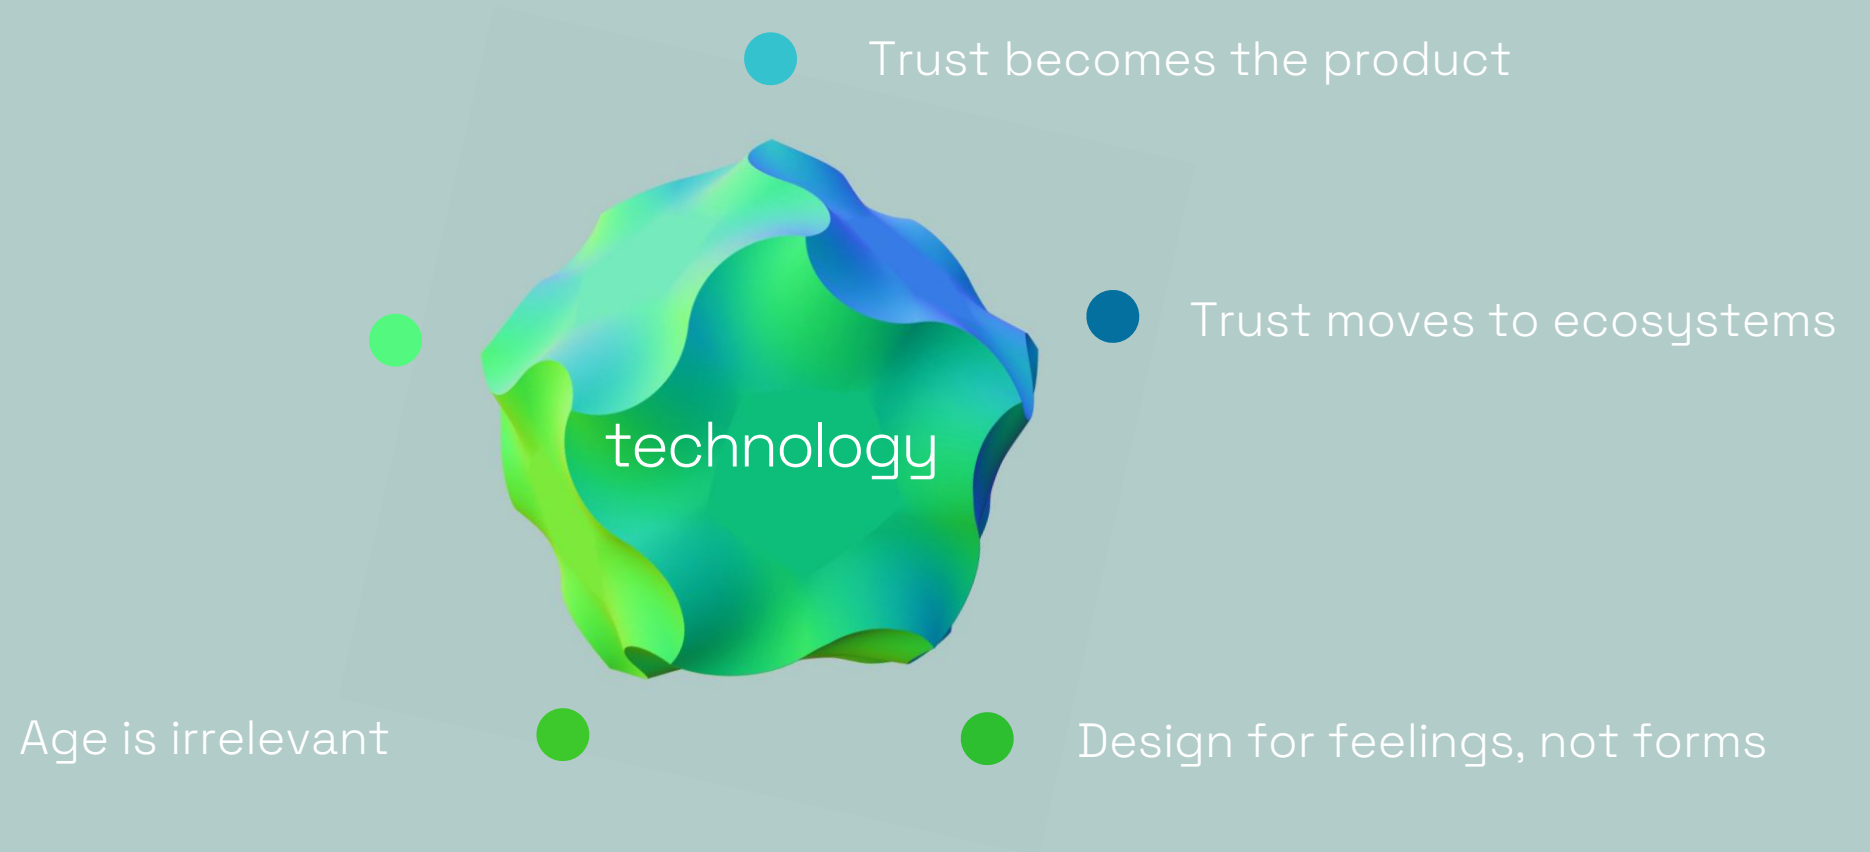 Trust becomes the product
Trust moves to ecosystems
technology
Age is irrelevant
Design for feelings, not forms